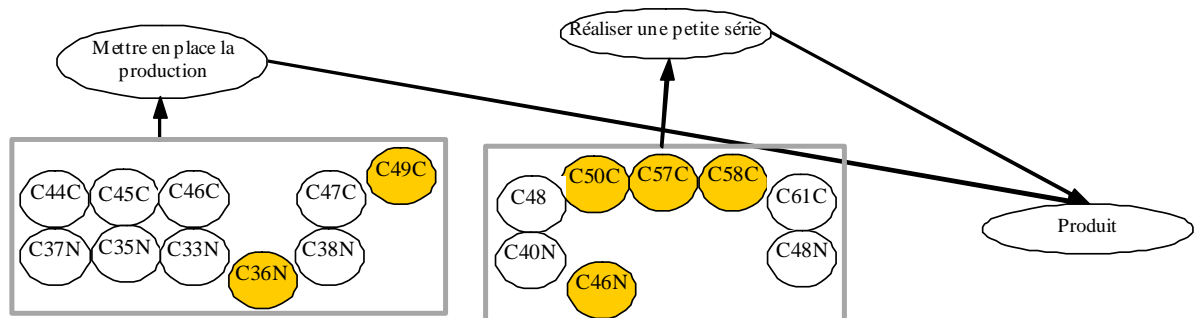 Mettre en place la
production
Réaliser une petite série
C49C
C44C C45C C46C C47C
C37N C35N C33N C38N
C36N
C50C C57C C58C
C48 C61C
C40N C48N
C46N
Produit